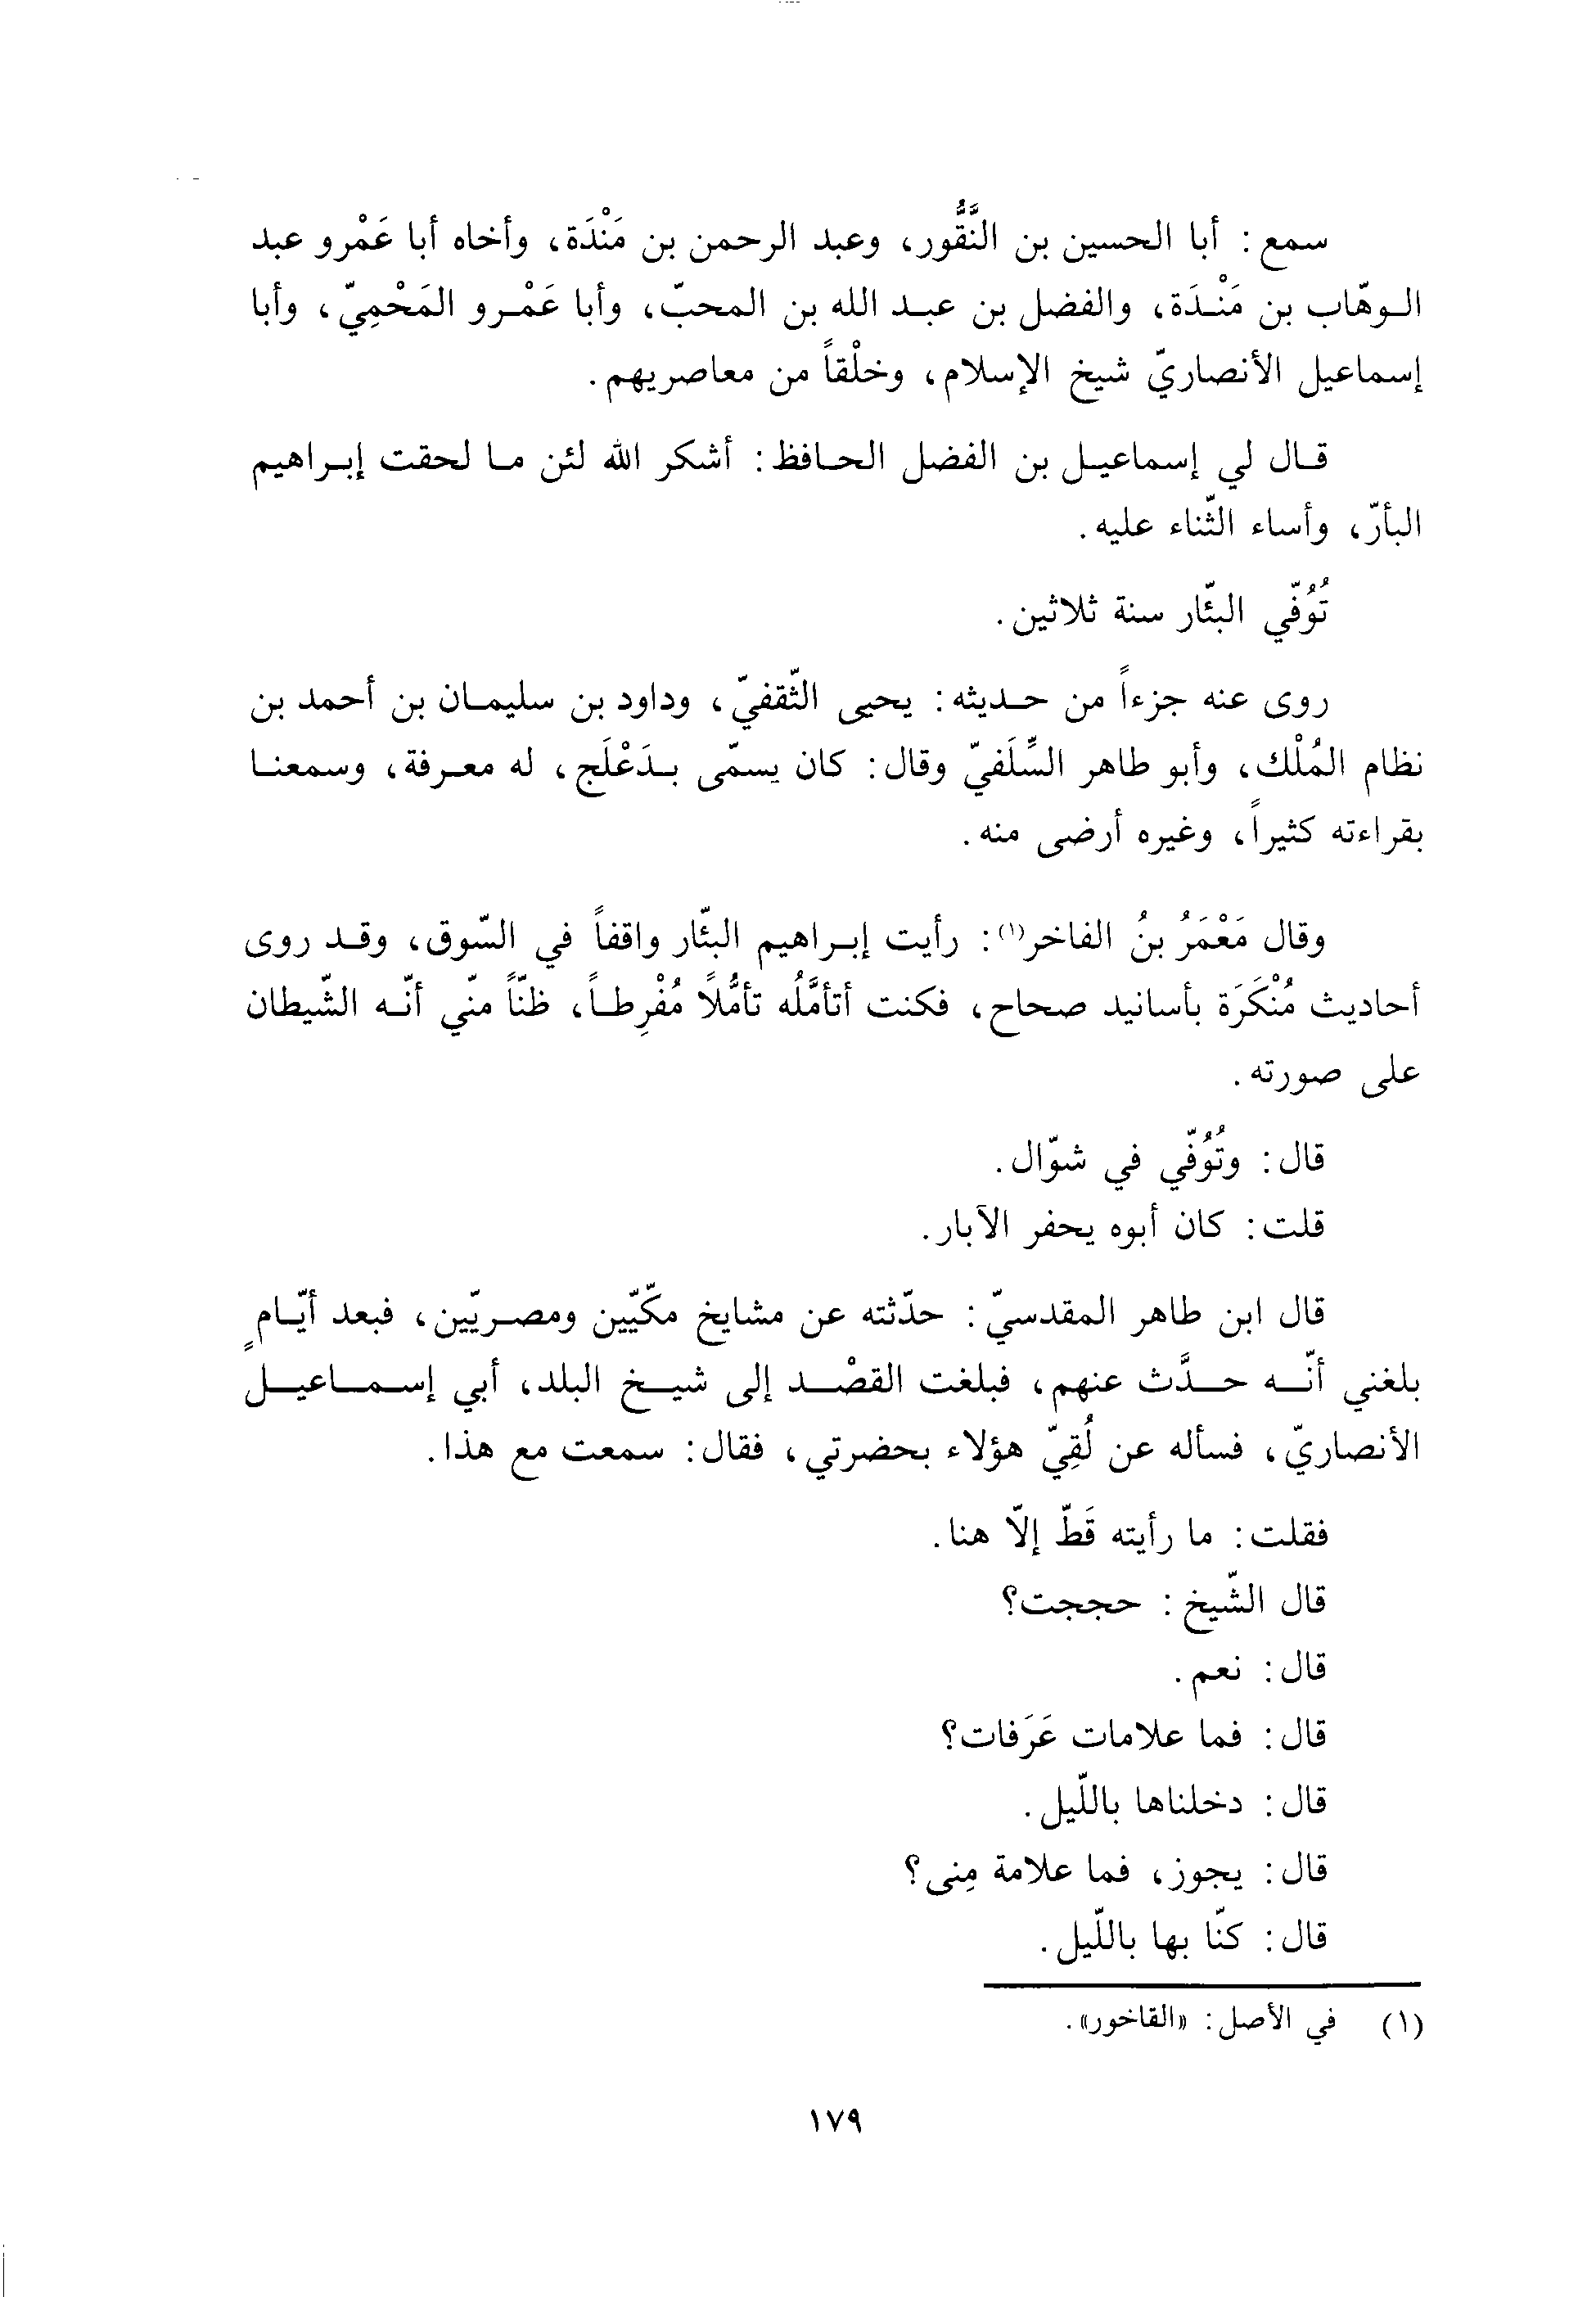 سمع: أبا الحسين بن النَّقُّور، وعبد الرحمن بن مَنْدَة، وأخاه أبا عَمْرو عبد
الوهّاب بن مَنْدَة، والفضل بن عبد الله بن المحبّ، وأبا عَمْرو المَحْمِيّ، وأبا
إسماعيل الأنصاريّ شيخ الإسلام، وخلْقاً من معاصريهم.
قال لي إسماعيل بن الفضل الحافظ: أشكر الله لئن ما لحقت إبراهيم
البأرّ، وأساء الثّناء عليه.
تُوُفّي البئّار سنة ثلاثين.
روى عنه جزءاً من حديثه: يحيى الثّقفيّ، وداود بن سليمان بن أحمد بن
نظام المُلْك، وأبو طاهر السِّلَفيّ وقال: كان يسمّى بدَعْلَج، له معرفة، وسمعنا
بقراءته كثيراً، وغيره أرضى منه.
وقال مَعْمَرُ بنُ الفاخر(١): رأيت إبراهيم البئّار واقفاً في السّوق، وقد روى
أحاديث مُنْكَرَة بأسانيد صحاح، فكنت أتأمَّلُه تأمُّلًا مُفْرِطاً، ظنّاً منّي أنّه الشّيطان
على صورته.
قال: وتُوُفّي في شوّال.
قلت: كان أبوه يحفر الآبار.
قال ابن طاهر المقدسيّ: حدّثته عن مشايخ مكّيّين ومصريّين، فبعد أيّامٍ
بلغني أنّه حدَّث عنهم، فبلغت القصْد إلى شيخ البلد، أبي إسماعيل
الأنصاريّ، فسأله عن لُقِيّ هؤلاء بحضرتي، فقال: سمعت مع هذا.
فقلت: ما رأيته قَطّ إلّا هنا.
قال الشّيخ: حججت؟
قال: نعم.
قال: فما علامات عَرَفات؟
قال: دخلناها باللّيل.
قال: يجوز، فما علامة مِنى؟
قال: كنّا بها باللّيل.
(١) في الأصل: «القاخور».
١٧٩